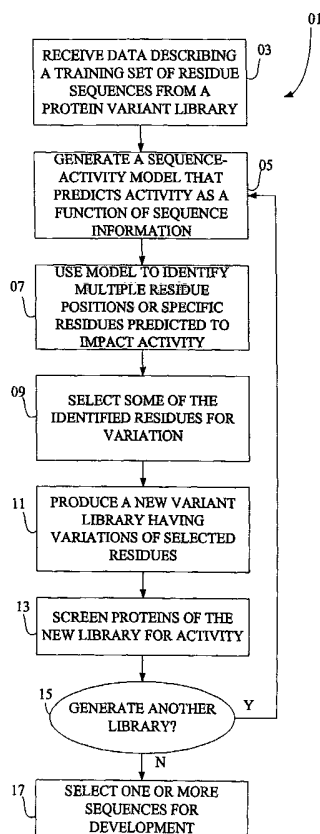 01
RECEIVE DATA DESCRIBING
A TRAINING SET OF RESIDUE
SEQUENCES FROM A
PROTEIN VARIANT LIBRARY
03
GENERATE A SEQUENCE-
ACTIVITY MODEL THAT
PREDICTS ACTIVITY AS A
FUNCTION OF SEQUENCE
INFORMATION
05
07
USE MODEL TO IDENTIFY
MULTIPLE RESIDUE
POSITIONS OR SPECIFIC
RESIDUES PREDICTED TO
IMPACT ACTIVITY
09
SELECT SOME OF THE
IDENTIFIED RESIDUES FOR
VARIATION
11
PRODUCE A NEW VARIANT
LIBRARY HAVING
VARIATIONS OF SELECTED
RESIDUES
13
SCREEN PROTEINS OF THE
NEW LIBRARY FOR ACTIVITY
15
GENERATE ANOTHER
LIBRARY?
Y
N
17
SELECT ONE OR MORE
SEQUENCES FOR
DEVELOPMENT